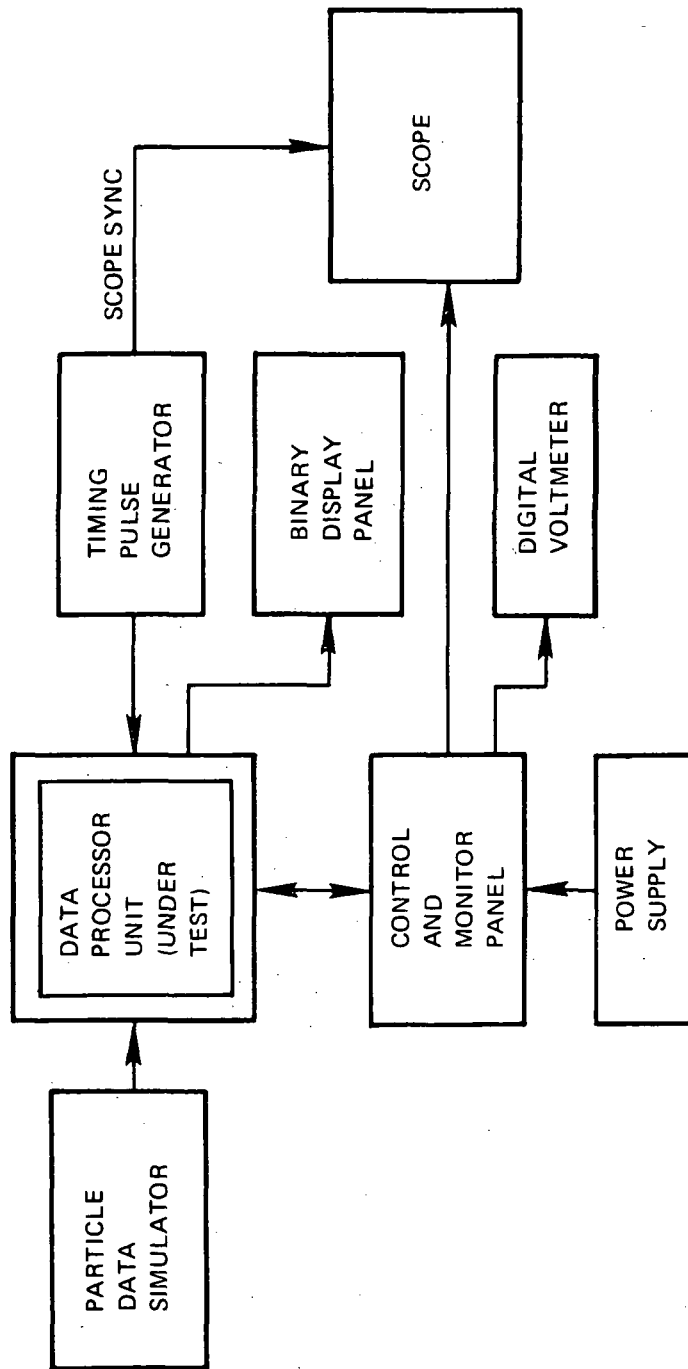 PARTICLE
DATA
SIMULATOR
DATA
PROCESSOR
UNIT
(UNDER
TEST)
TIMING
PULSE
GENERATOR
SCOPE SYNC
BINARY
DISPLAY
PANEL
SCOPE
CONTROL
AND
MONITOR
PANEL
DIGITAL
VOLTMETER
POWER
SUPPLY